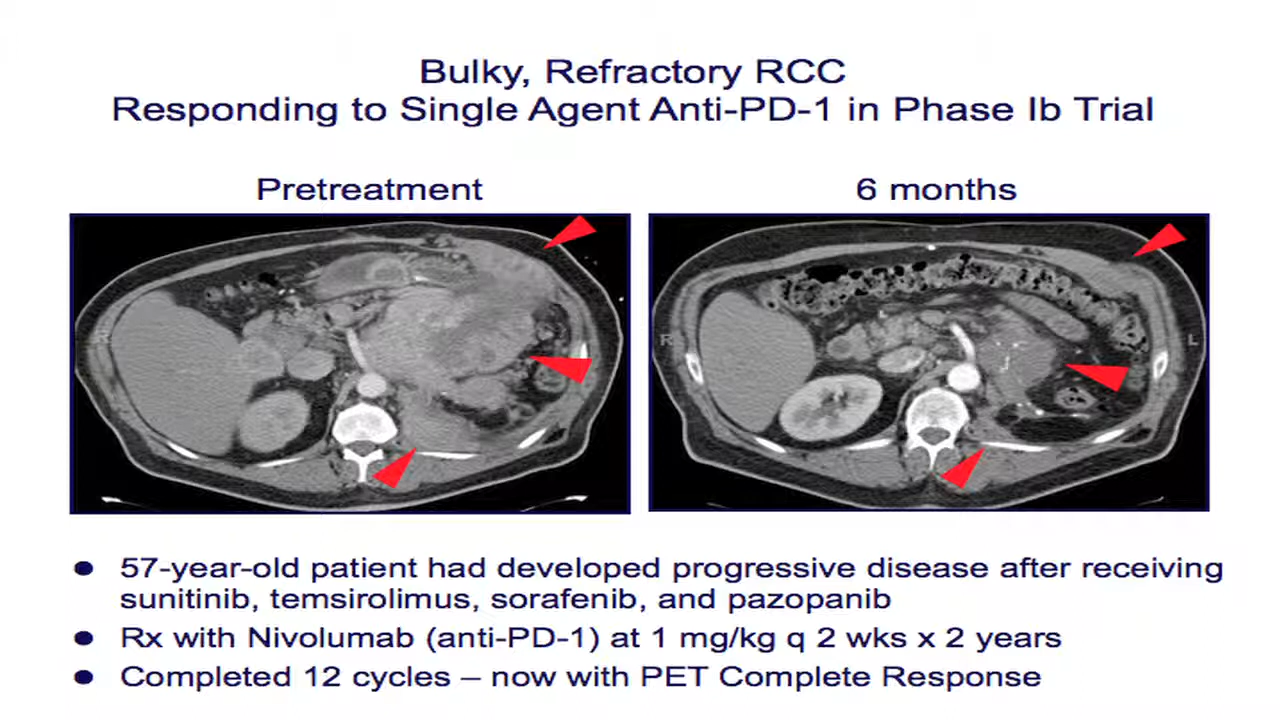 Bulky, Refractory RCC
Responding to Single Agent Anti-PD-1 in Phase Ib Trial
Pretreatment
6 months
R
R
L
● 57-year-old patient had developed progressive disease after receiving
sunitinib, temsirolimus, sorafenib, and pazopanib
● Rx with Nivolumab (anti-PD-1) at 1 mg/kg q 2 wks x 2 years
● Completed 12 cycles – now with PET Complete Response